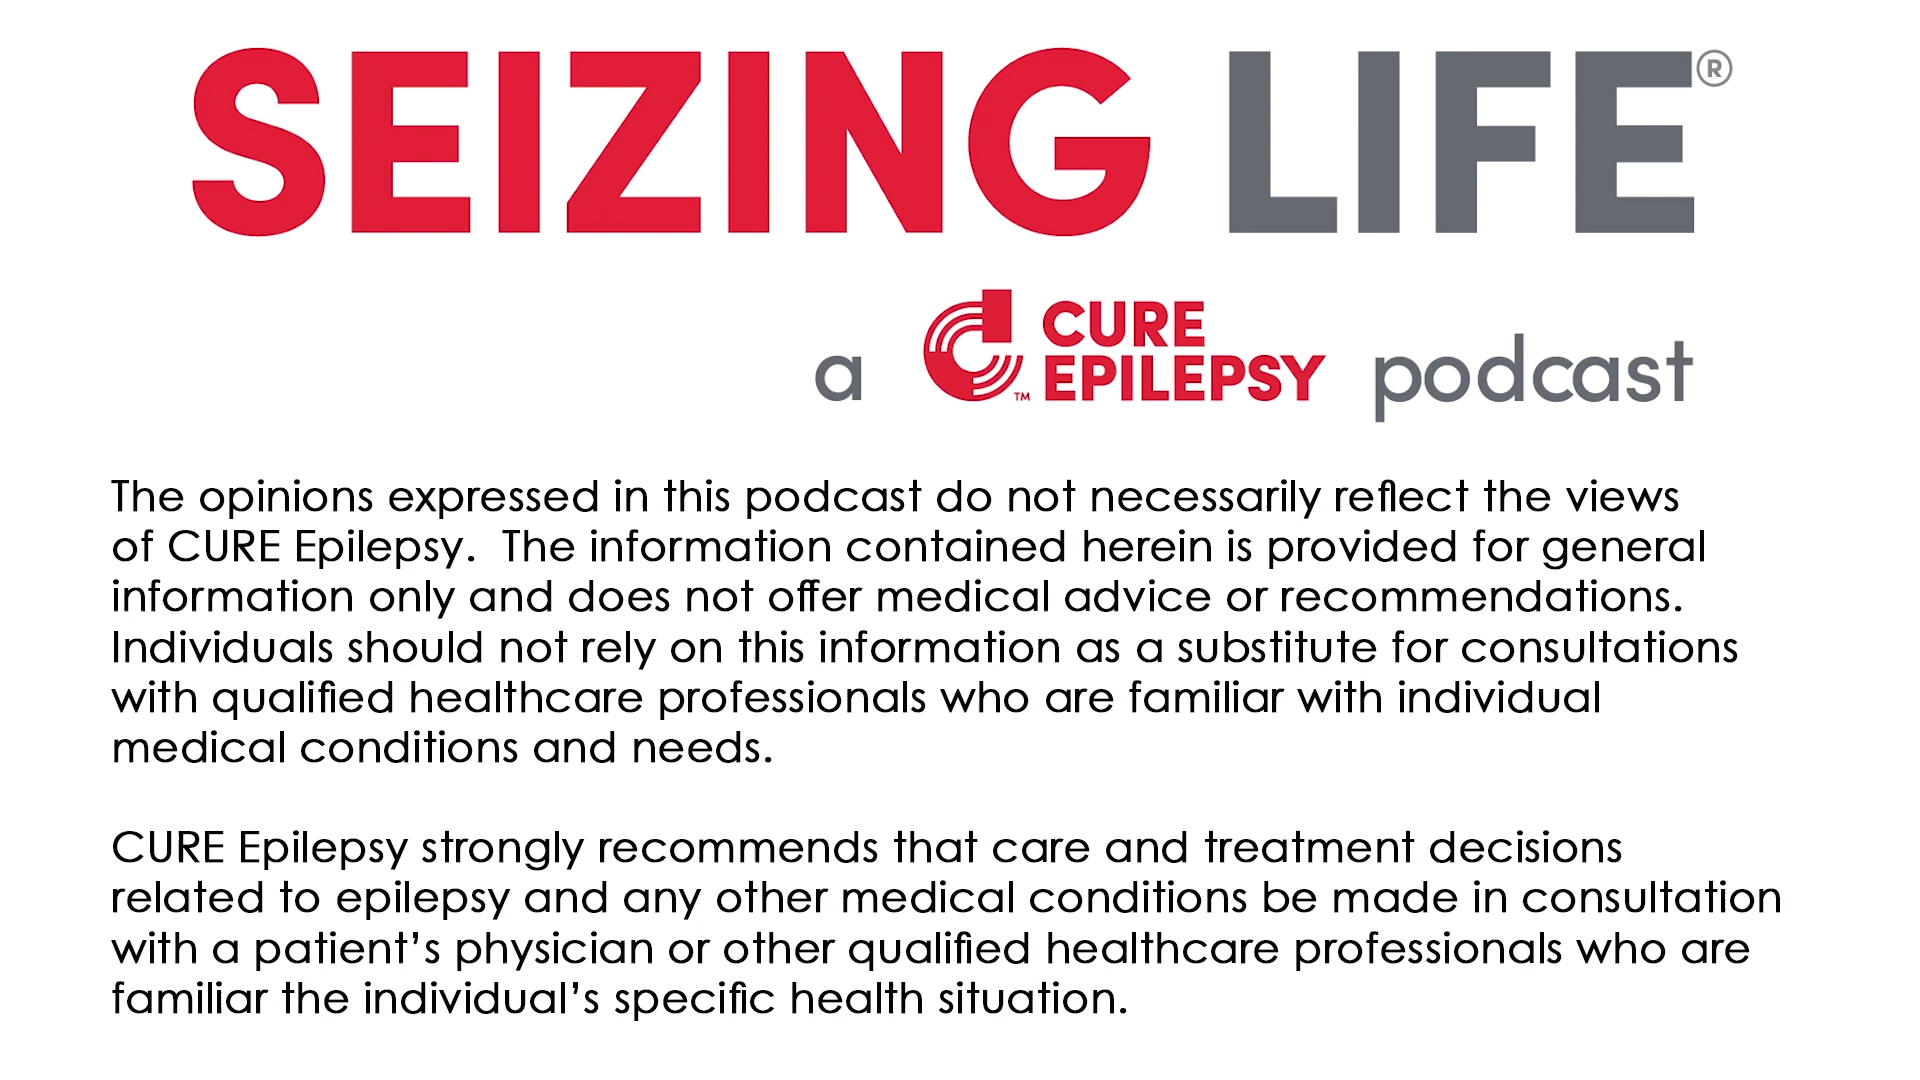 SEIZING LIFE®
a CURE EPILEPSY™ podcast
The opinions expressed in this podcast do not necessarily reflect the views
of CURE Epilepsy.  The information contained herein is provided for general
information only and does not offer medical advice or recommendations.
Individuals should not rely on this information as a substitute for consultations
with qualified healthcare professionals who are familiar with individual
medical conditions and needs.
CURE Epilepsy strongly recommends that care and treatment decisions
related to epilepsy and any other medical conditions be made in consultation
with a patient’s physician or other qualified healthcare professionals who are
familiar the individual’s specific health situation.